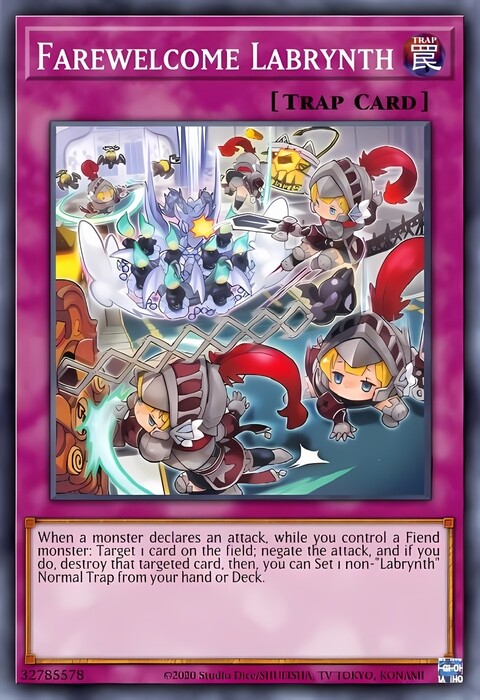 FAREWELCOME LABRYNTH
TRAP
罠
[TRAP CARD]
When a monster declares an attack, while you control a Fiend
monster: Target 1 card on the field; negate the attack, and if you
do, destroy that targeted card, then, you can Set 1 non-"Labrynth"
Normal Trap from your hand or Deck.
32785578
©2020 Studio Dice/SHUEISHA, TV TOKYO, KONAMI